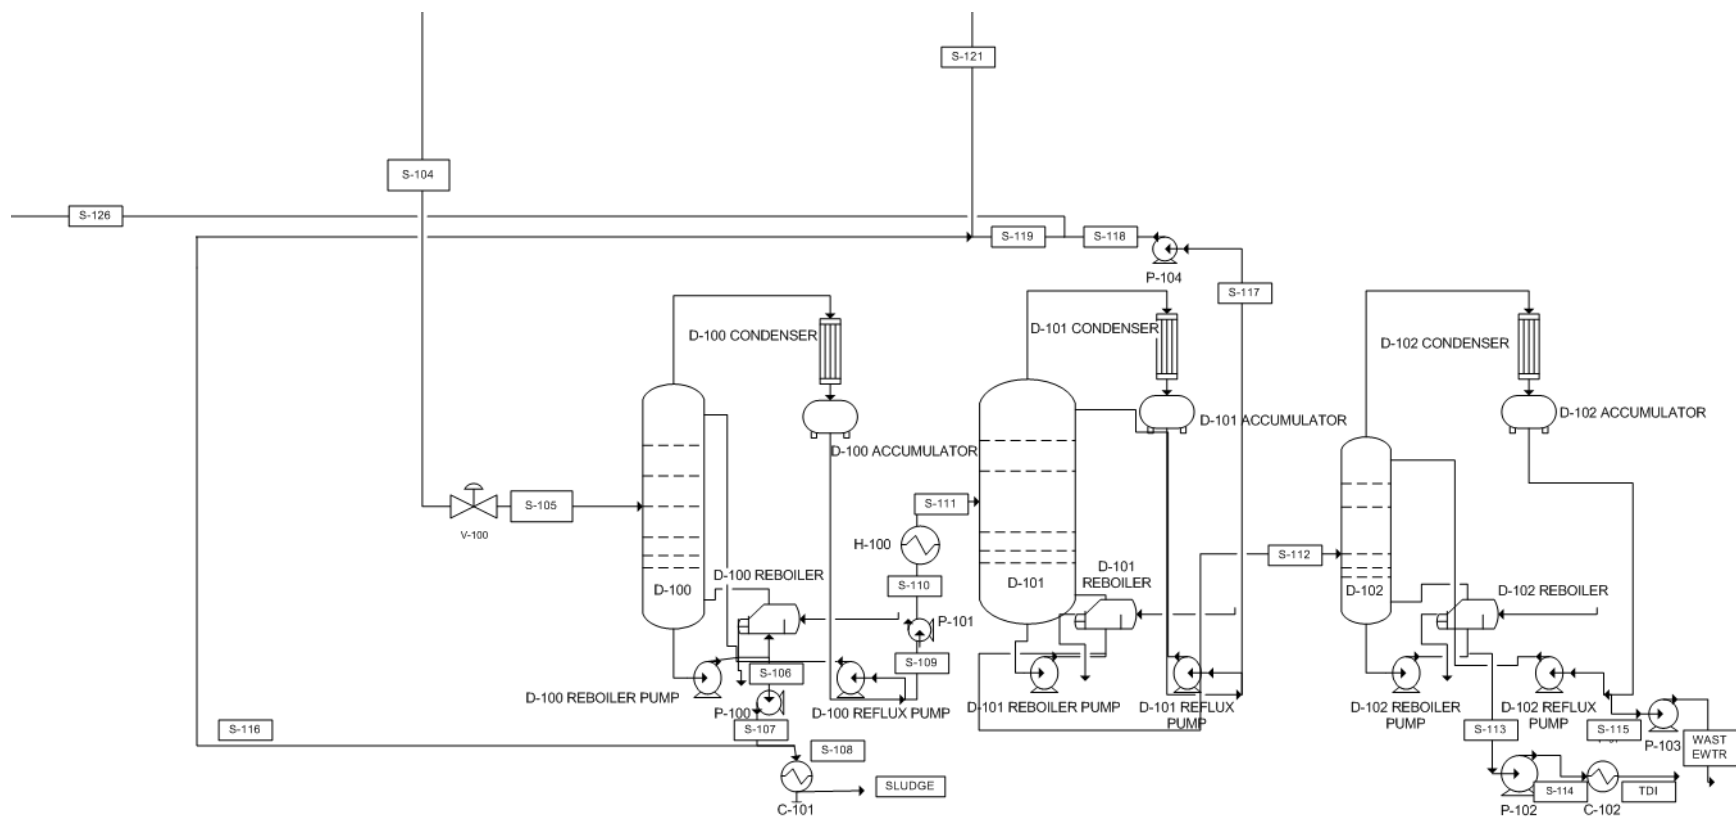 S-121
S-104
S-126
S-119
S-118
P-104
S-117
D-100 CONDENSER
D-101 CONDENSER
D-102 CONDENSER
D-100 ACCUMULATOR
D-101 ACCUMULATOR
D-102 ACCUMULATOR
S-105
V-100
S-111
H-100
S-110
P-101
S-109
D-100
D-100 REBOILER
D-101
D-101
REBOILER
S-112
D-102
D-102 REBOILER
S-106
D-100 REBOILER PUMP
P-100
D-100 REFLUX PUMP
D-101 REBOILER PUMP
D-101 REFLUX
PUMP
D-102 REBOILER
PUMP
D-102 REFLUX
PUMP
S-116
S-107
S-108
S-113
S-115
P-103
WAST
EWTR
C-101
SLUDGE
P-102
S-114
C-102
TDI